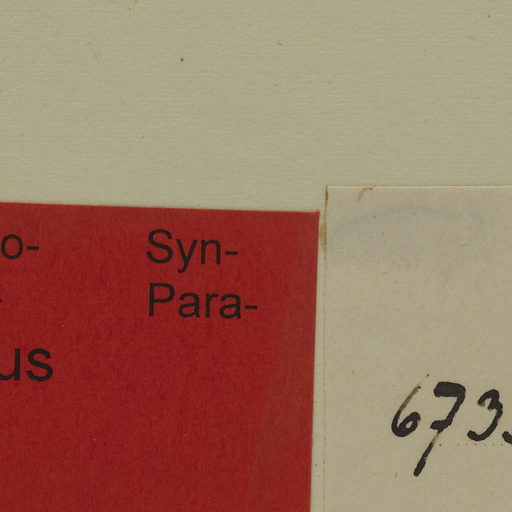 o- Syn-
- Para-
us
673